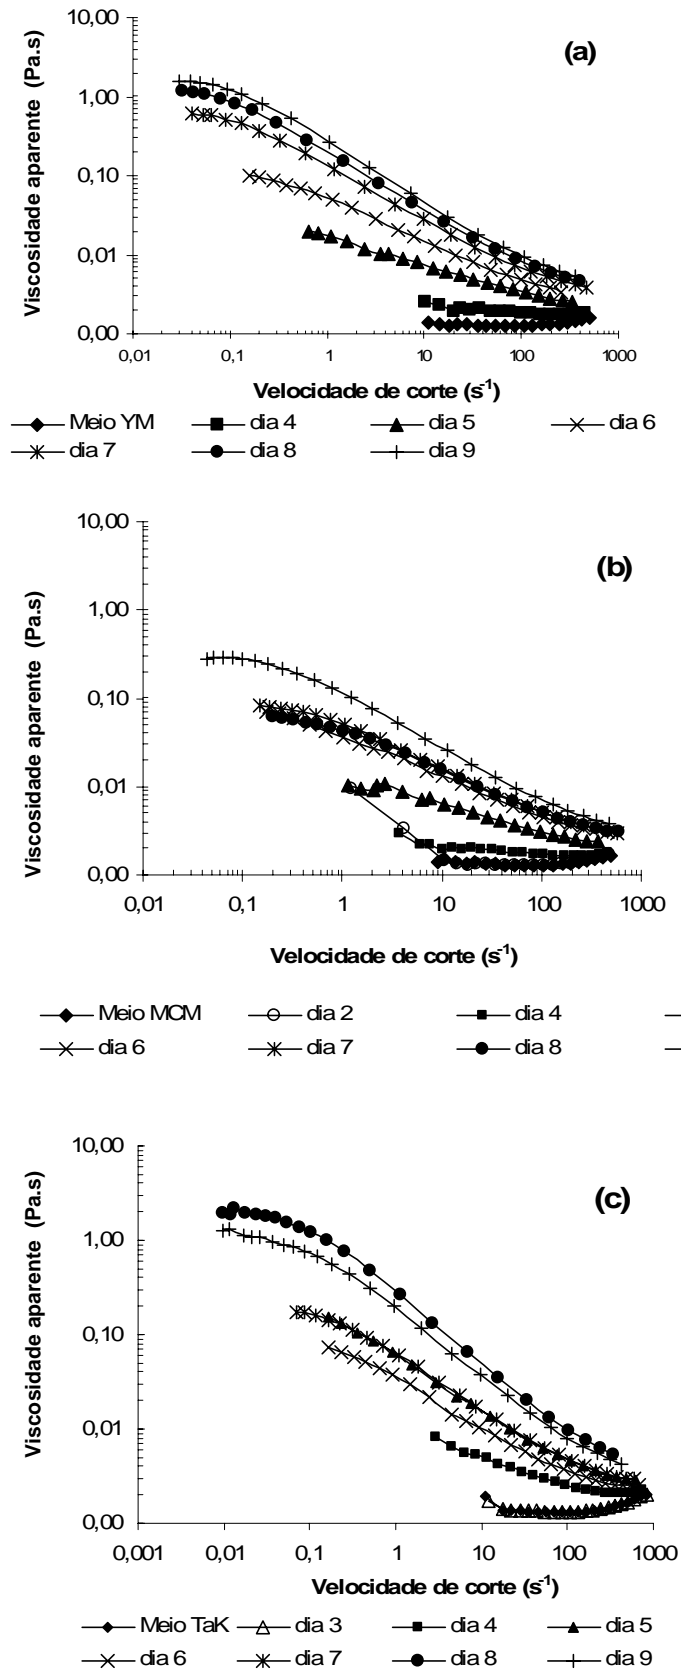 10,00
(a)
1,00
0,10
0,01
0,00
Viscosidade aparente (Pa.s)
0,01 0,1 1 10 100 1000
Velocidade de corte (s-1)
Meio YM dia 4 dia 5 dia 6
dia 7 dia 8 dia 9
10,00
(b)
1,00
0,10
0,01
0,00
Viscosidade aparente (Pa.s)
0,01 0,1 1 10 100 1000
Velocidade de corte (s-1)
Meio MCM dia 2 dia 4
dia 6 dia 7 dia 8
10,00
(c)
1,00
0,10
0,01
0,00
Viscosidade aparente (Pa.s)
0,001 0,01 0,1 1 10 100 1000
Velocidade de corte (s-1)
Meio TaK dia 3 dia 4 dia 5
dia 6 dia 7 dia 8 dia 9